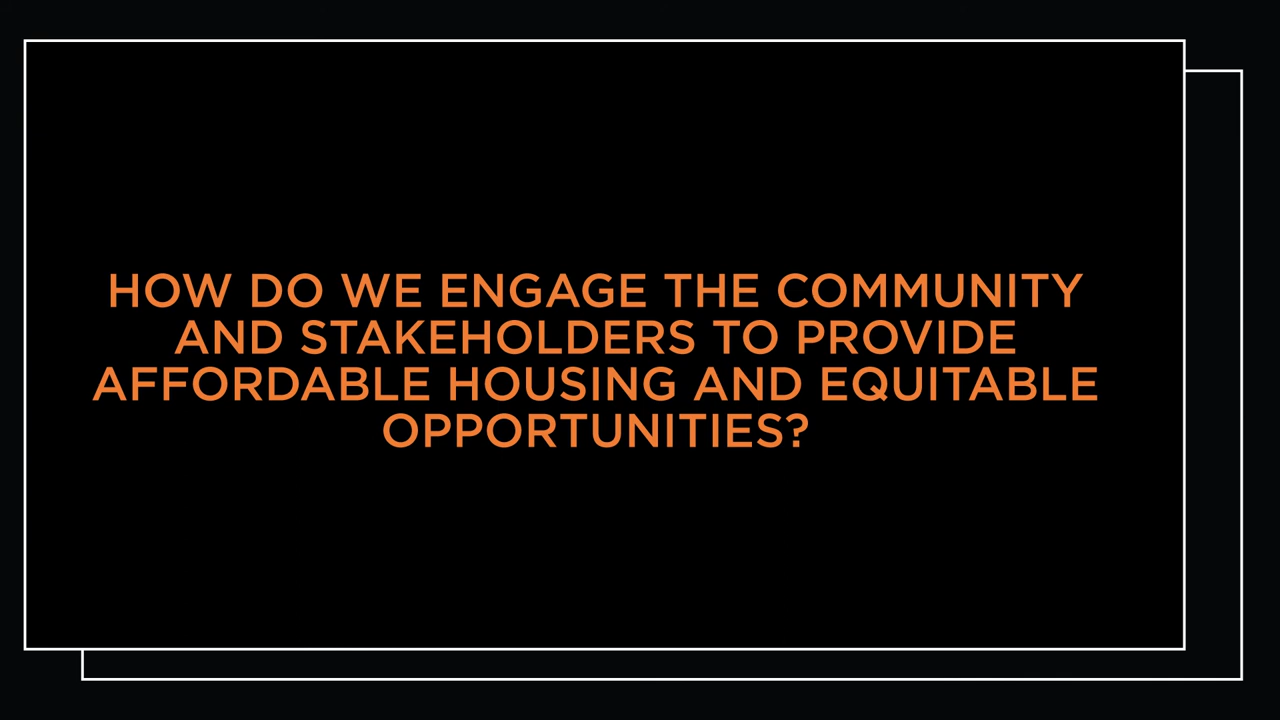 HOW DO WE ENGAGE THE COMMUNITY
AND STAKEHOLDERS TO PROVIDE
AFFORDABLE HOUSING AND EQUITABLE
OPPORTUNITIES?